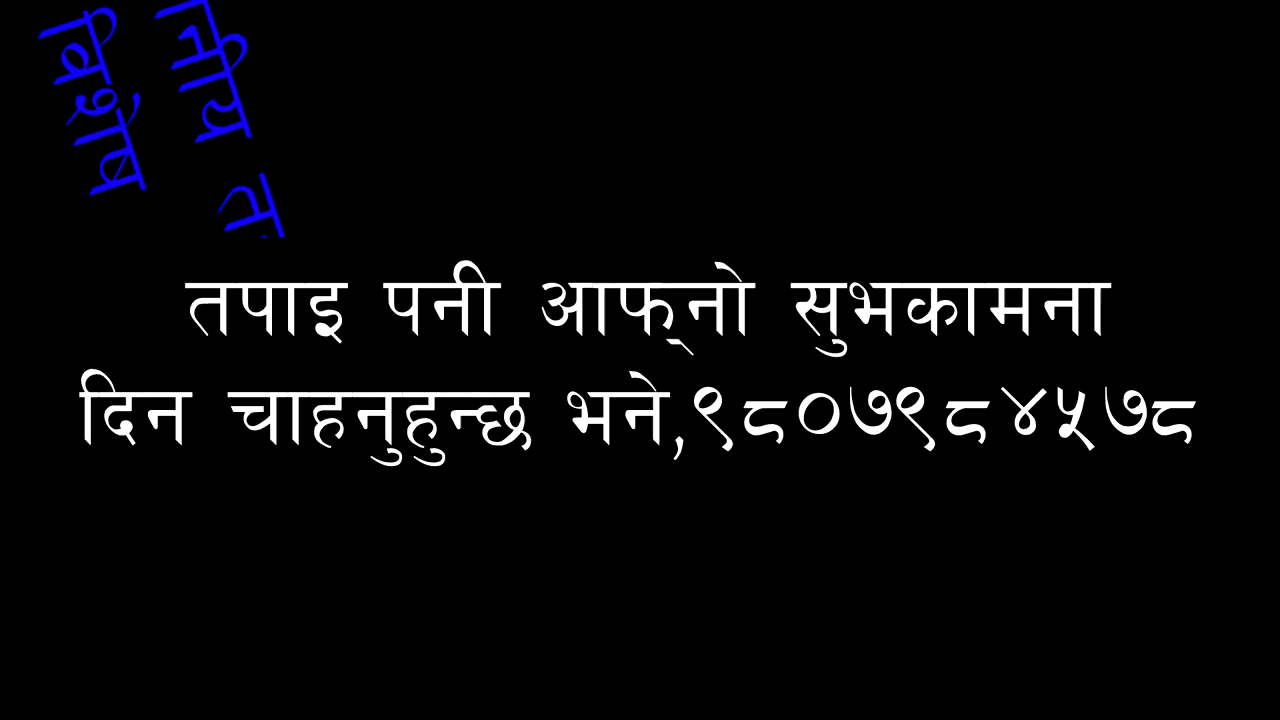 विशेष
तपाइ पनी आफ्‌नो सुभकामना
दिन चाहनुहुन्छ भने,९८०७९८४५७८